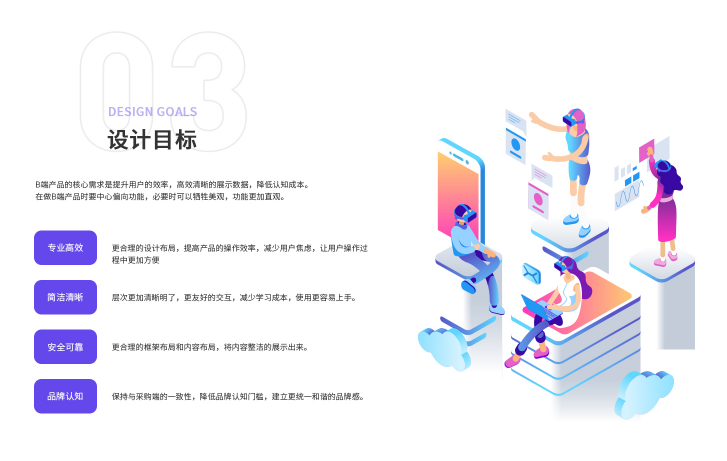 03
DESIGN GOALS
设计目标
B端产品的核心需求是提升用户的效率，高效清晰的展示数据，降低认知成本。
在做B端产品时要中心偏向功能，必要时可以牺牲美观，功能更加直观。
专业高效
更合理的设计布局，提高产品的操作效率，减少用户焦虑，让用户操作过
程中更加方便
简洁清晰
层次更加清晰明了，更友好的交互，减少学习成本，使用更容易上手。
安全可靠
更合理的框架布局和内容布局，将内容整洁的展示出来。
品牌认知
保持与采购端的一致性，降低品牌认知门槛，建立更统一和谐的品牌感。